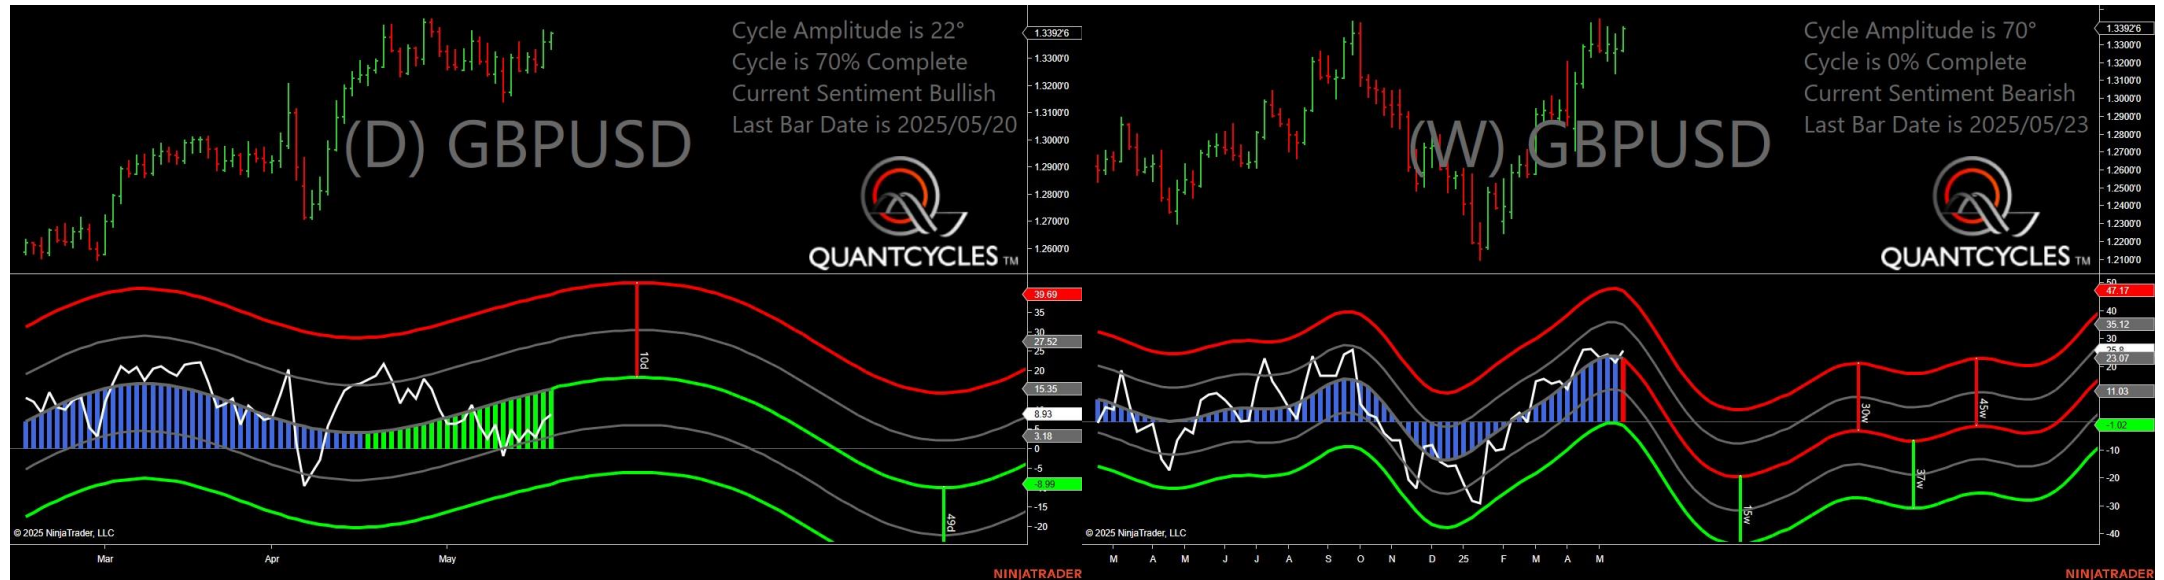 Cycle Amplitude is 22°
Cycle is 70% Complete
Current Sentiment Bullish
Last Bar Date is 2025/05/20
(D) GBPUSD
QUANTCYCLES TM
1.3392'6
1.3300'0
1.3200'0
1.3100'0
1.3000'0
1.2900'0
1.2800'0
1.2700'0
1.2600'0
39.69
35
30
27.52
25
20
15.35
8.93
3.18
0
-5
-8.99
-15
-20
10d
49d
© 2025 NinjaTrader, LLC
Mar Apr May
NINJATRADER
Cycle Amplitude is 70°
Cycle is 0% Complete
Current Sentiment Bearish
Last Bar Date is 2025/05/23
(W) GBPUSD
QUANTCYCLES TM
1.3392'6
1.3300'0
1.3200'0
1.3100'0
1.3000'0
1.2900'0
1.2800'0
1.2700'0
1.2600'0
1.2500'0
1.2400'0
1.2300'0
1.2200'0
1.2100'0
50
47.17
40
35.12
30
23.07
20
11.03
-1.02
-10
-20
-30
-40
15w
30w
37w
45w
© 2025 NinjaTrader, LLC
M A M J J A S O N D 25 F M A M
NINJATRADER